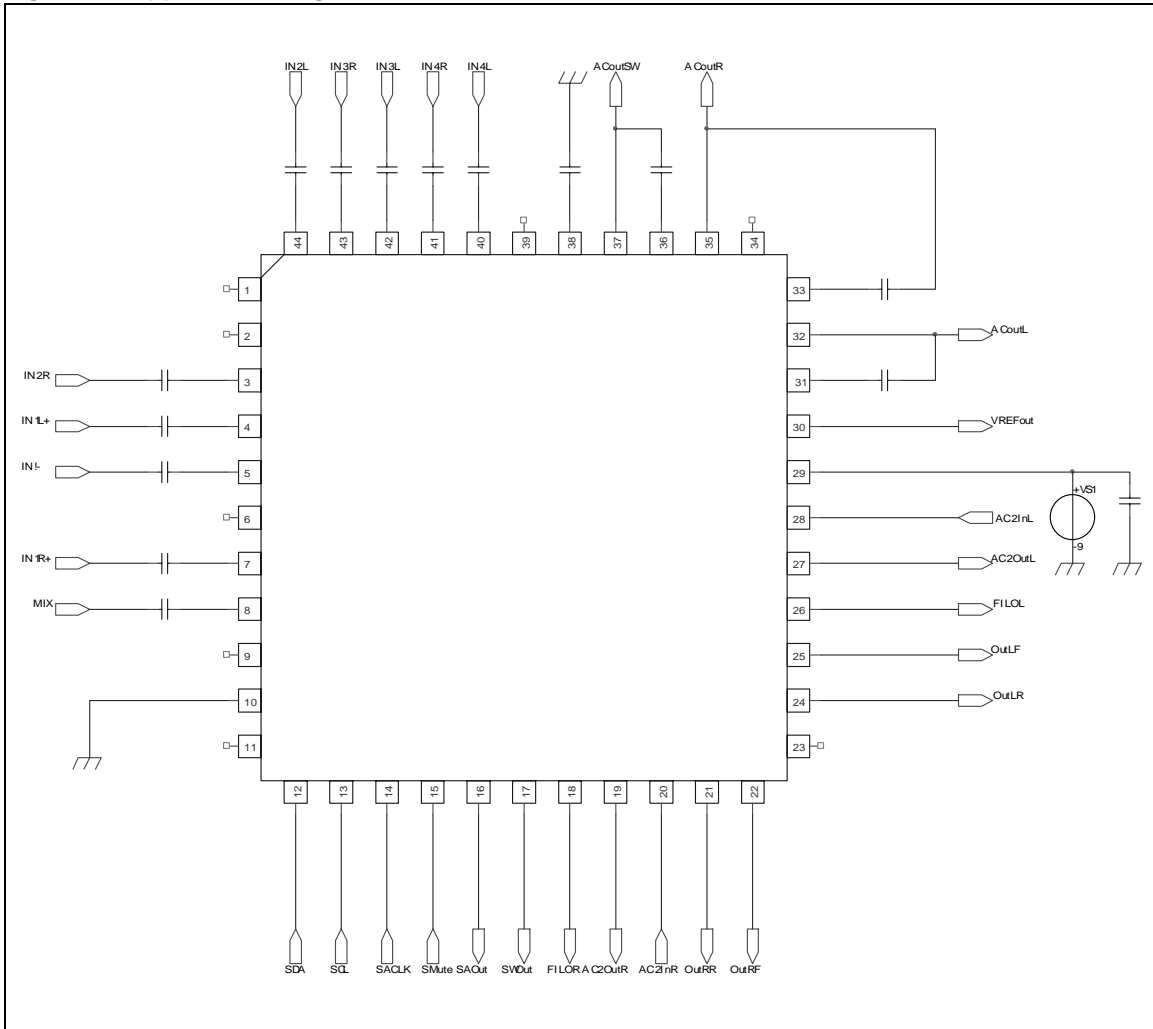 IN2L IN3R IN3L IN4R IN4L ACoutSW ACoutR
44 43 42 41 40 39 38 37 36 35 34
1 33
2 32 ACoutL
IN2R 3 31
IN1L+ 4 30 VREFout
IN!- 5 29
+VS1
6 28 AC2InL
-9
IN1R+ 7 27 AC2OutL
MIX 8 26 FILOL
9 25 OutLF
10 24 OutLR
11 23
12 13 14 15 16 17 18 19 20 21 22
SDA SCL SACLK SMute SAOut SWOut FILOR AC2OutR AC2InR OutRR OutRF